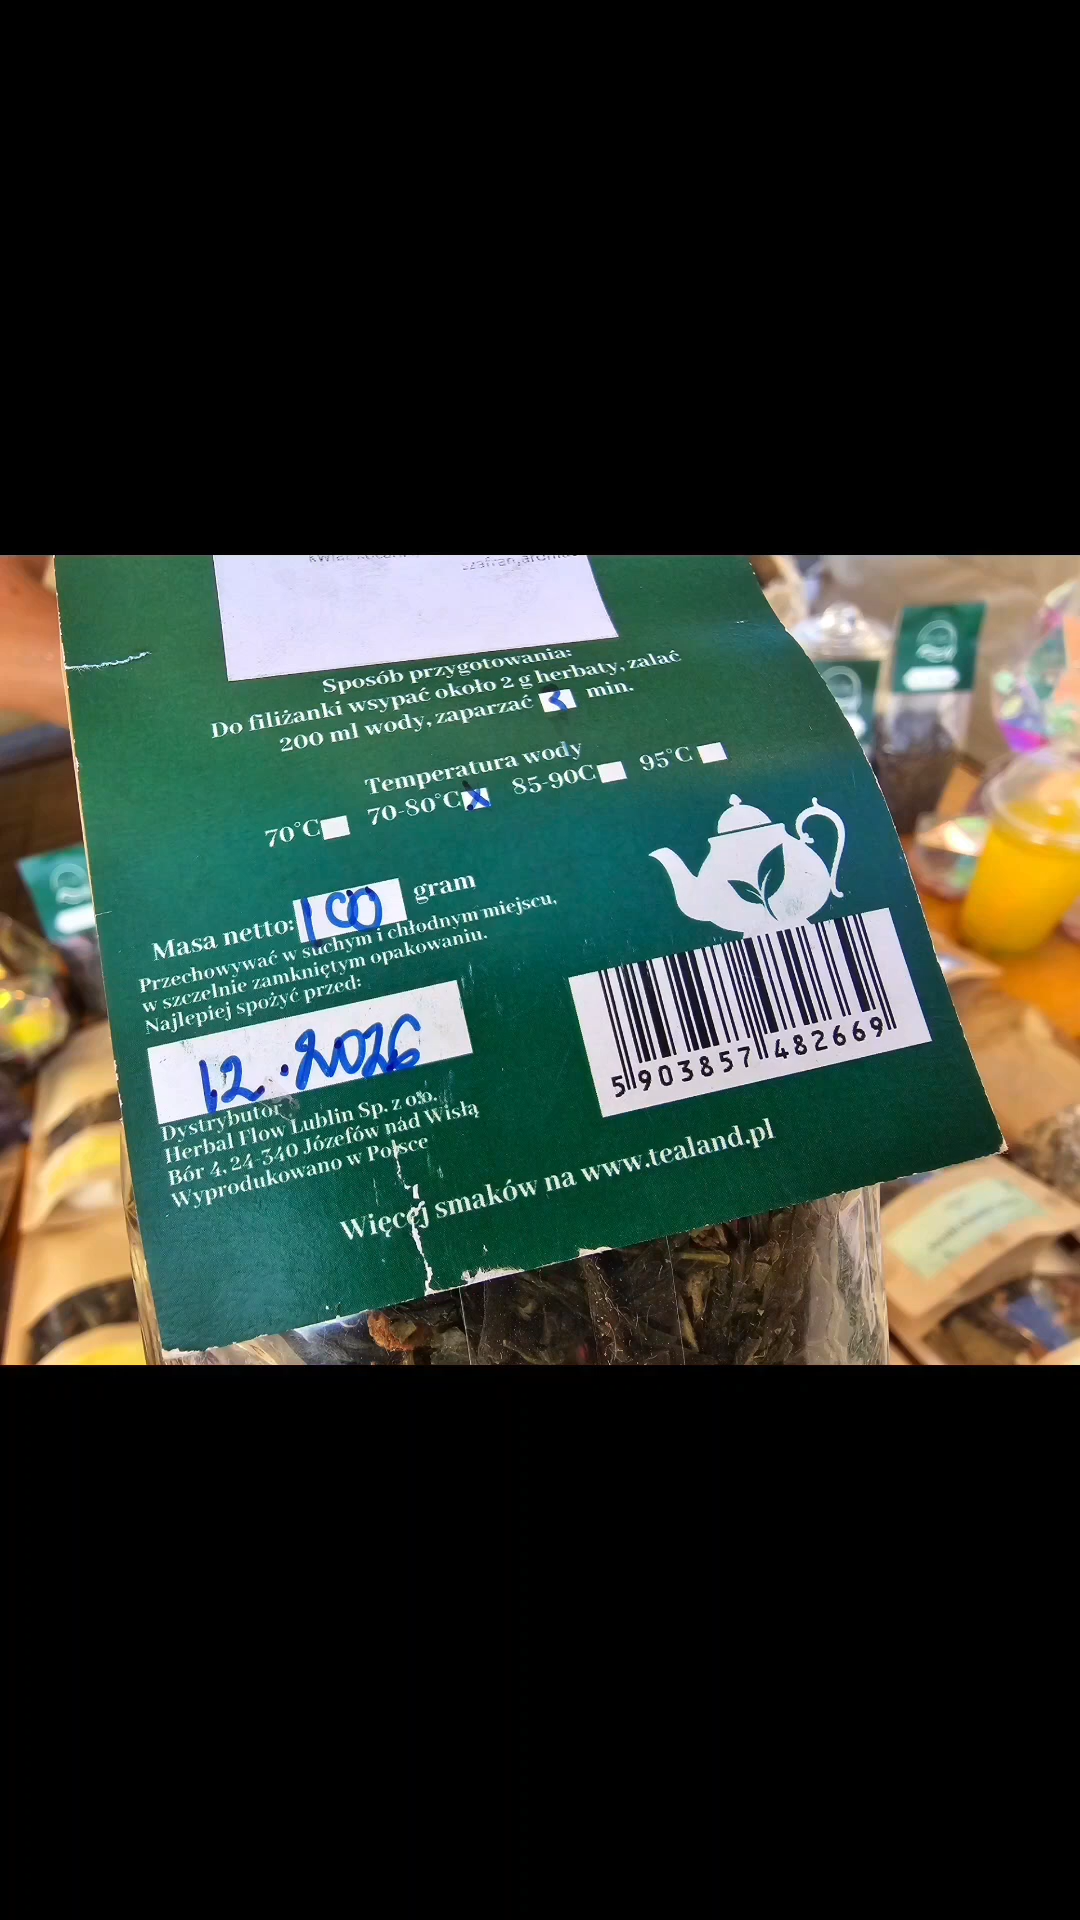 szafran, aromat
Sposób przygotowania:
Do filiżanki wsypać około 2 g herbaty, zalać
200 ml wody, zaparzać 3 min.
Temperatura wody
70°C 70-80°C x 85-90C 95°C
Masa netto: 100 gram
Przechowywać w suchym i chłodnym miejscu,
w szczelnie zamkniętym opakowaniu.
Najlepiej spożyć przed:
12.2026
Dystrybutor
Herbal Flow Lublin Sp. z o.o.
Bór 4, 24-340 Józefów nad Wisłą
Wyprodukowano w Polsce
5903857482669
Więcej smaków na www.tealand.pl